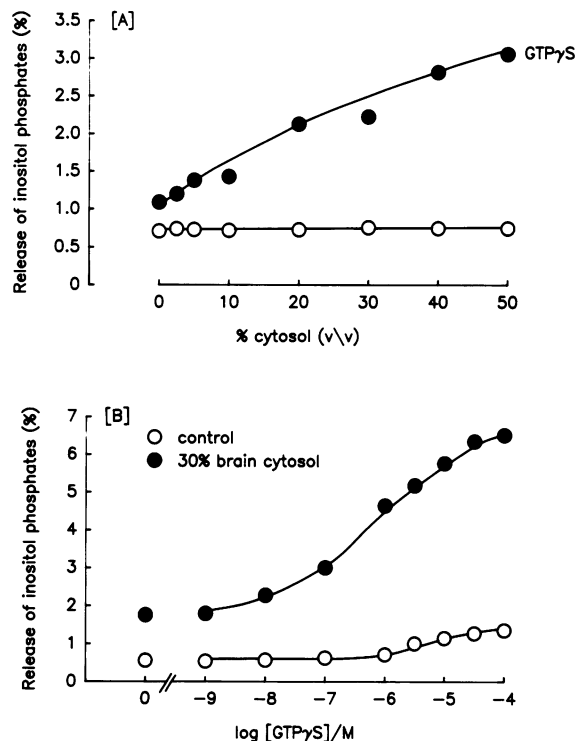 [A]
Release of inositol phosphates (%)
3.5
3.0
2.5
2.0
1.5
1.0
0.5
0
GTPγS
0 10 20 30 40 50
% cytosol (v\v)
[B]
Release of inositol phosphates (%)
7
6
5
4
3
2
1
0
control
30% brain cytosol
0 −9 −8 −7 −6 −5 −4
log [GTPγS]/M